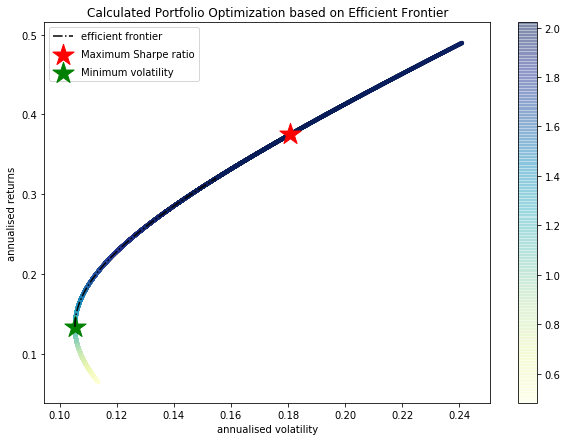 Calculated Portfolio Optimization based on Efficient Frontier
efficient frontier
Maximum Sharpe ratio
Minimum volatility
annualised returns
0.5
0.4
0.3
0.2
0.1
0.10 0.12 0.14 0.16 0.18 0.20 0.22 0.24
annualised volatility
2.0
1.8
1.6
1.4
1.2
1.0
0.8
0.6